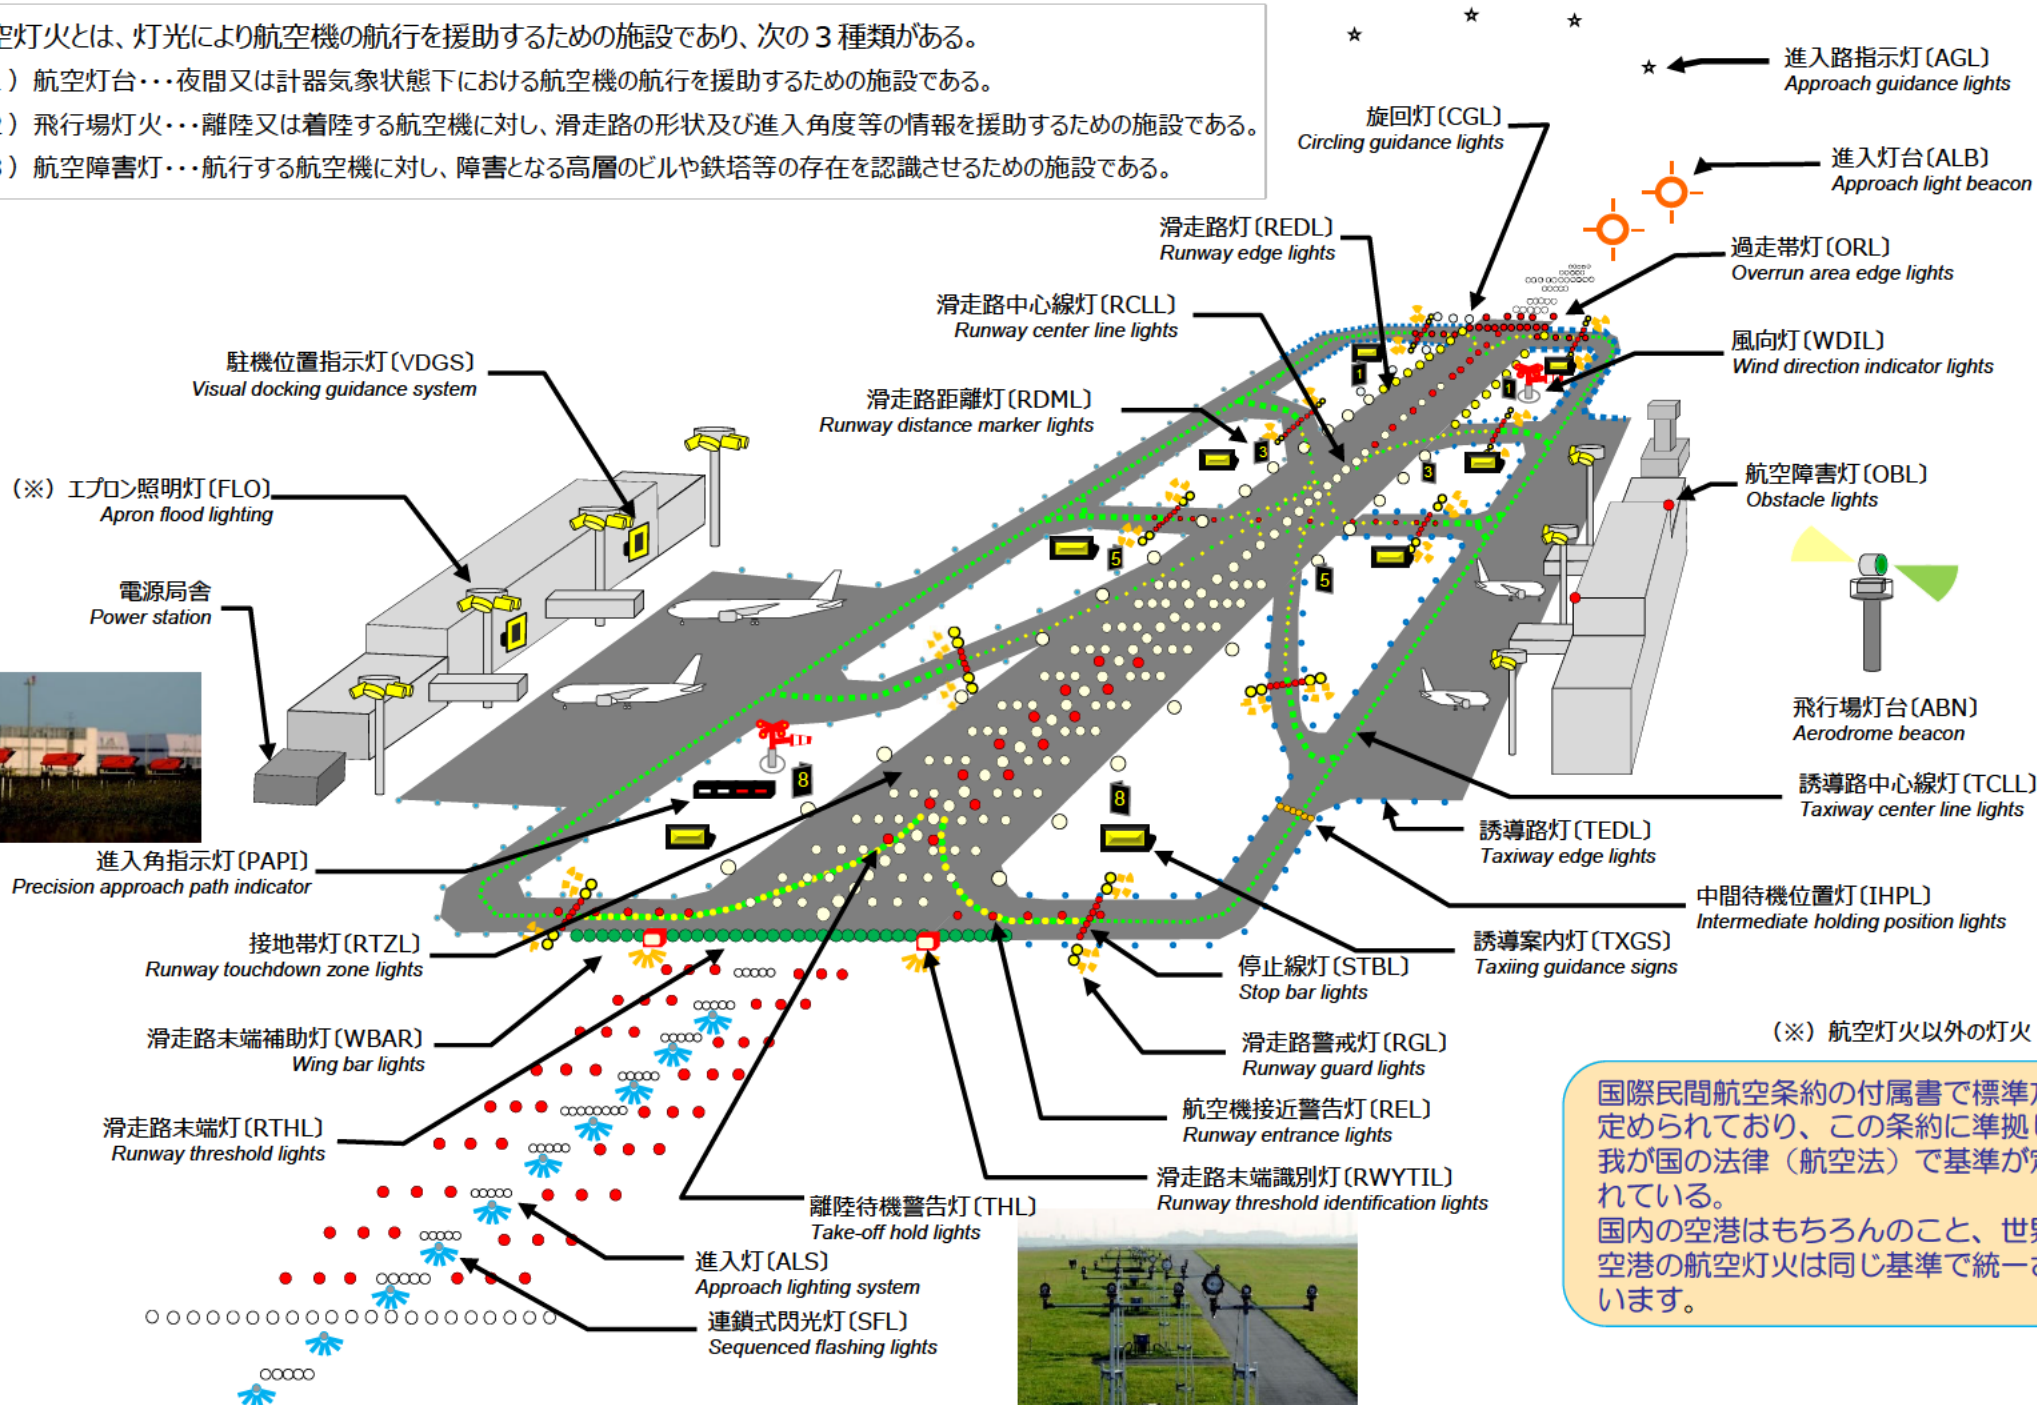 空灯火とは、灯光により航空機の航行を援助するための施設であり、次の3種類がある。
）航空灯台･･･夜間又は計器気象状態下における航空機の航行を援助するための施設である。
2）飛行場灯火･･･離陸又は着陸する航空機に対し、滑走路の形状及び進入角度等の情報を援助するための施設である。
3）航空障害灯･･･航行する航空機に対し、障害となる高層のビルや鉄塔等の存在を認識させるための施設である。
進入路指示灯〔AGL〕
Approach guidance lights
旋回灯〔CGL〕
Circling guidance lights
進入灯台〔ALB〕
Approach light beacon
滑走路灯〔REDL〕
Runway edge lights
過走帯灯〔ORL〕
Overrun area edge lights
滑走路中心線灯〔RCLL〕
Runway center line lights
風向灯〔WDIL〕
Wind direction indicator lights
駐機位置指示灯〔VDGS〕
Visual docking guidance system
滑走路距離灯〔RDML〕
Runway distance marker lights
1
1
3
3
5
5
8
8
（※）エプロン照明灯〔FLO〕
Apron flood lighting
航空障害灯〔OBL〕
Obstacle lights
電源局舎
Power station
飛行場灯台〔ABN〕
Aerodrome beacon
誘導路中心線灯〔TCLL〕
Taxiway center line lights
誘導路灯〔TEDL〕
Taxiway edge lights
進入角指示灯〔PAPI〕
Precision approach path indicator
中間待機位置灯〔IHPL〕
Intermediate holding position lights
接地帯灯〔RTZL〕
Runway touchdown zone lights
誘導案内灯〔TXGS〕
Taxiing guidance signs
停止線灯〔STBL〕
Stop bar lights
滑走路末端補助灯〔WBAR〕
Wing bar lights
滑走路警戒灯〔RGL〕
Runway guard lights
（※）航空灯火以外の灯火
滑走路末端灯〔RTHL〕
Runway threshold lights
航空機接近警告灯〔REL〕
Runway entrance lights
滑走路末端識別灯〔RWYTIL〕
Runway threshold identification lights
離陸待機警告灯〔THL〕
Take-off hold lights
進入灯〔ALS〕
Approach lighting system
連鎖式閃光灯〔SFL〕
Sequenced flashing lights
国際民間航空条約の付属書で標準
定められており、この条約に準拠
我が国の法律（航空法）で基準が
れている。
国内の空港はもちろんのこと、世
空港の航空灯火は同じ基準で統一
います。